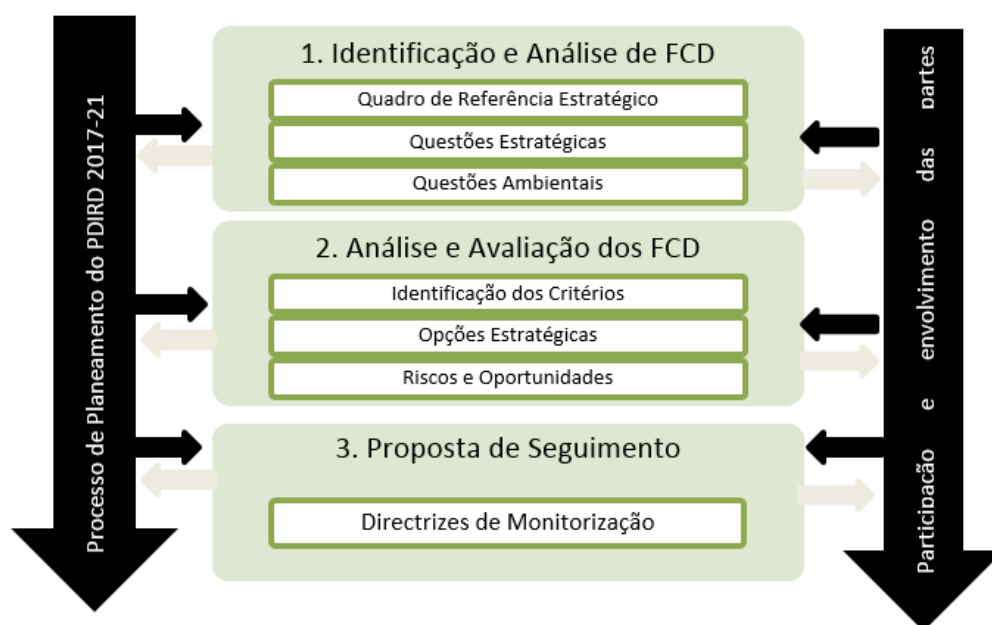 Processo de Planeamento do PDIRD 2017-21
1. Identificação e Análise de FCD
Quadro de Referência Estratégico
Questões Estratégicas
Questões Ambientais
2. Análise e Avaliação dos FCD
Identificação dos Critérios
Opções Estratégicas
Riscos e Oportunidades
3. Proposta de Seguimento
Directrizes de Monitorização
Participação e envolvimento das partes